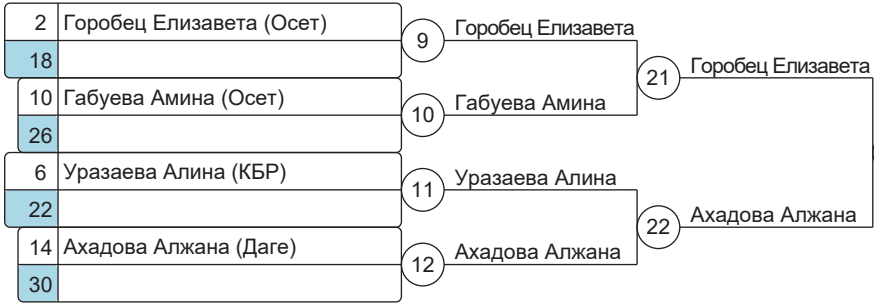 2 Горобец Елизавета (Осет)
18
9 Горобец Елизавета
10 Габуева Амина (Осет)
26
10 Габуева Амина
21 Горобец Елизавета
6 Уразаева Алина (КБР)
22
11 Уразаева Алина
14 Ахадова Алжана (Даге)
30
12 Ахадова Алжана
22 Ахадова Алжана